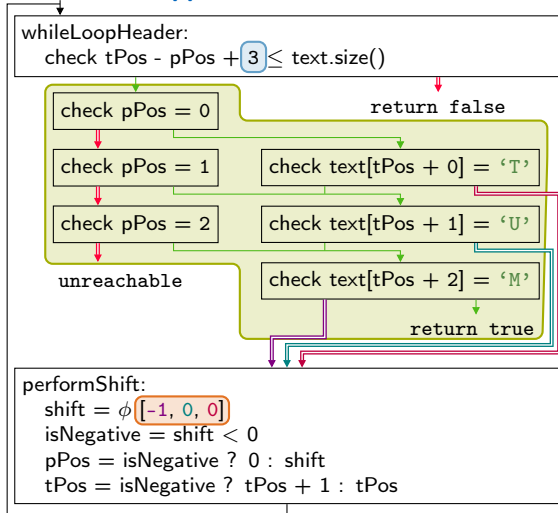 whileLoopHeader:
check tPos - pPos + 3 ≤ text.size()
check pPos = 0
return false
check pPos = 1
check text[tPos + 0] = ‘T’
check pPos = 2
check text[tPos + 1] = ‘U’
unreachable
check text[tPos + 2] = ‘M’
return true
performShift:
shift = ϕ [-1, 0, 0]
isNegative = shift < 0
pPos = isNegative ? 0 : shift
tPos = isNegative ? tPos + 1 : tPos